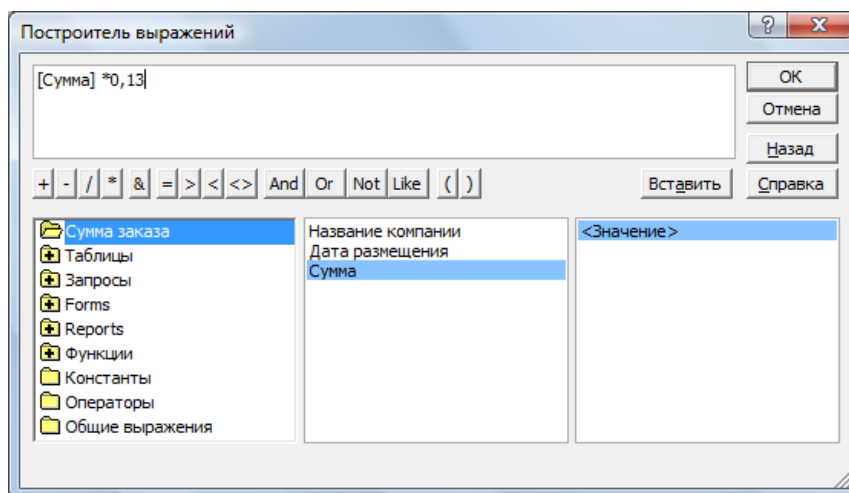 Построитель выражений
[Сумма] *0,13
OK
Отмена
Назад
Справка
+ - / * & = > < <> And Or Not Like ( ) Вставить
Сумма заказа
Таблицы
Запросы
Forms
Reports
Функции
Константы
Операторы
Общие выражения
Название компании
Дата размещения
Сумма
<Значение>